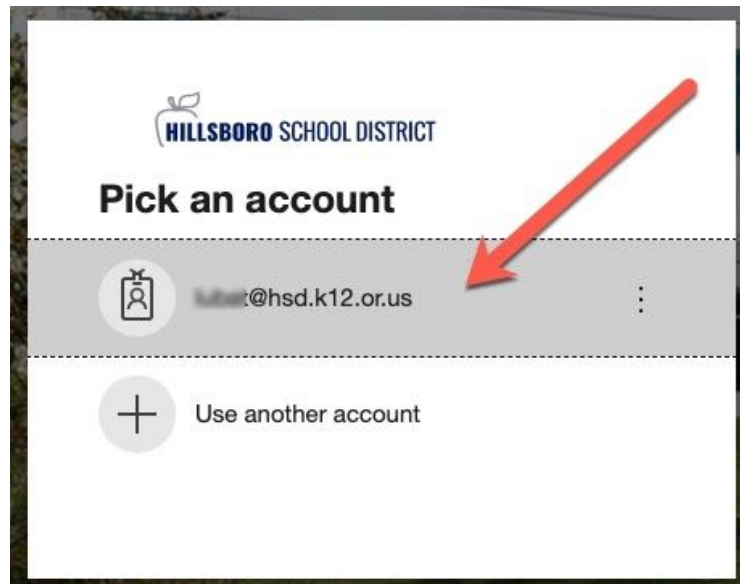 HILLSBORO SCHOOL DISTRICT
Pick an account
@hsd.k12.or.us
Use another account